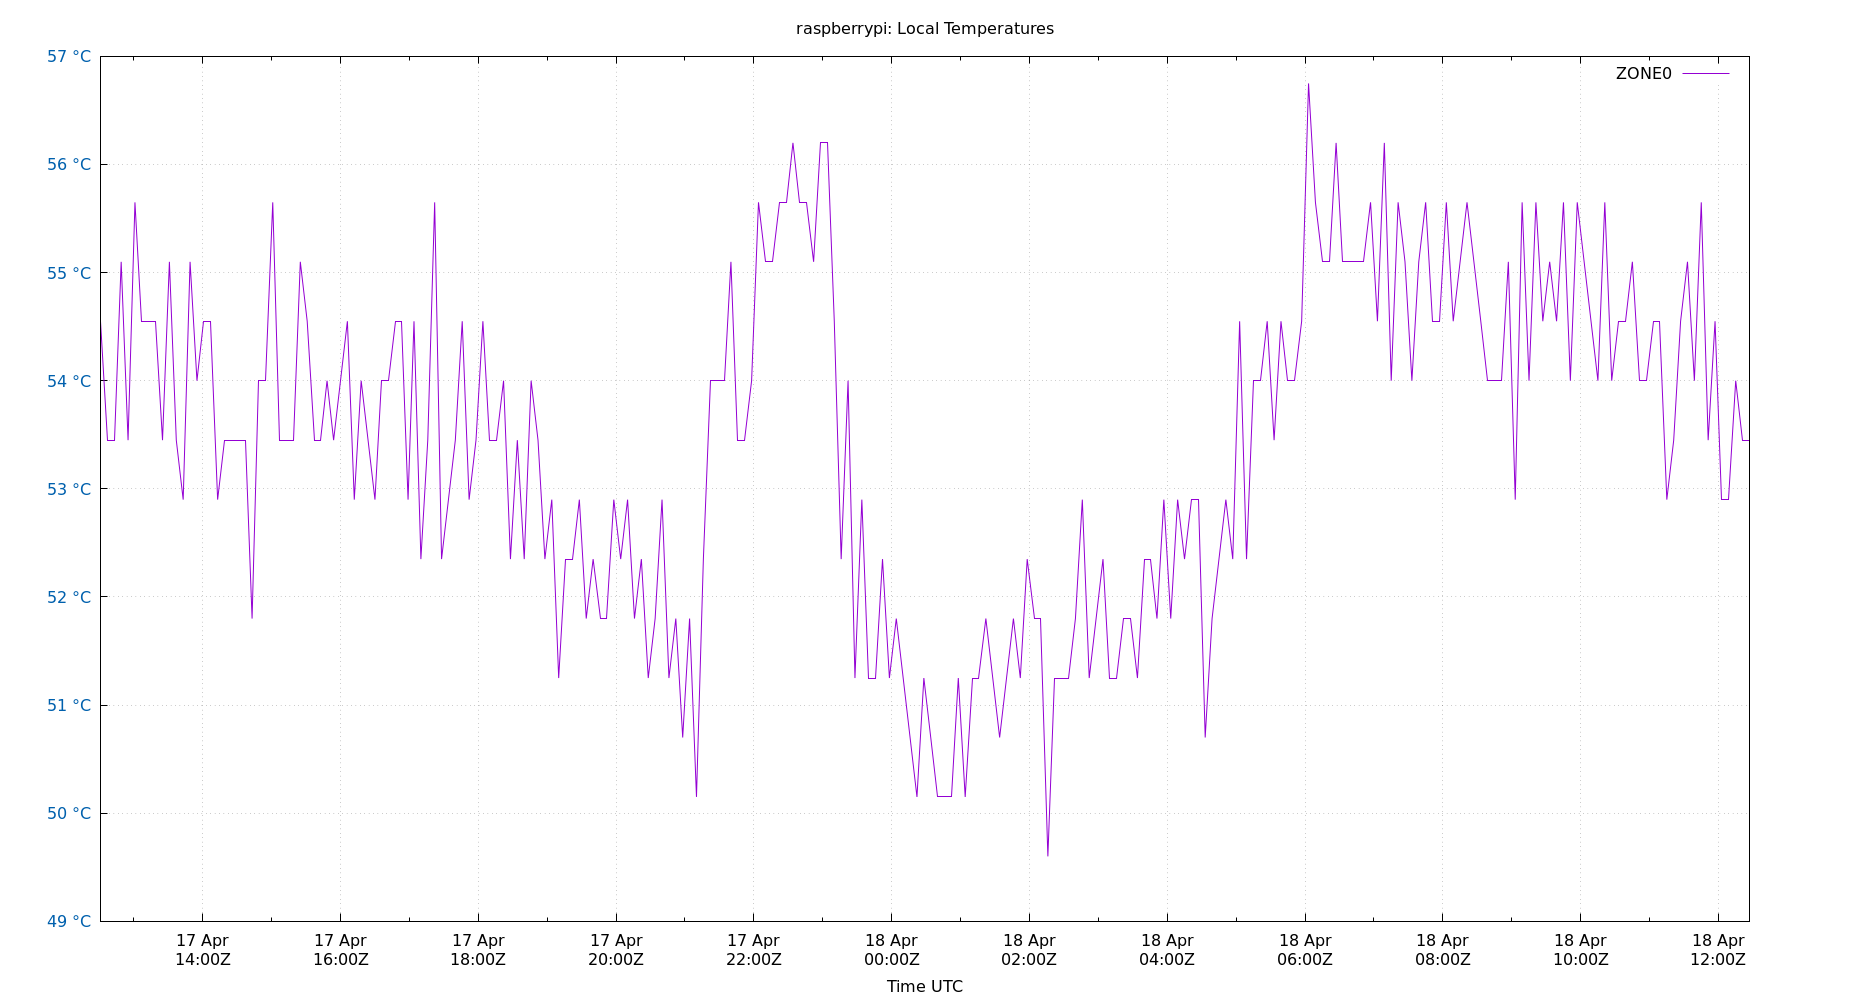 raspberrypi: Local Temperatures
57 °C
ZONE0
56 °C
55 °C
54 °C
53 °C
52 °C
51 °C
50 °C
49 °C
17 Apr 17 Apr 17 Apr 17 Apr 17 Apr 18 Apr 18 Apr 18 Apr 18 Apr 18 Apr 18 Apr 18 Apr
14:00Z 16:00Z 18:00Z 20:00Z 22:00Z 00:00Z 02:00Z 04:00Z 06:00Z 08:00Z 10:00Z 12:00Z
Time UTC